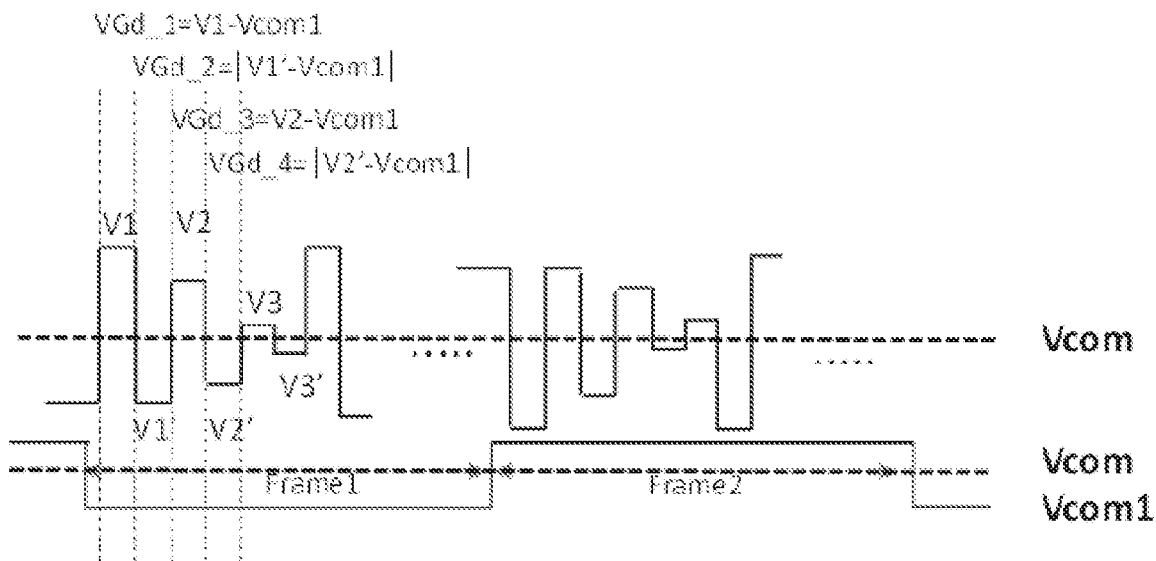 VGd_1=V1-Vcom1
VGd_2=|V1'-Vcom1|
VGd_3=V2-Vcom1
VGd_4=|V2'-Vcom1|
V1
V2
V3
.....
Vcom
.....
V3'
V1'
V2'
Frame1
Frame2
Vcom
Vcom1